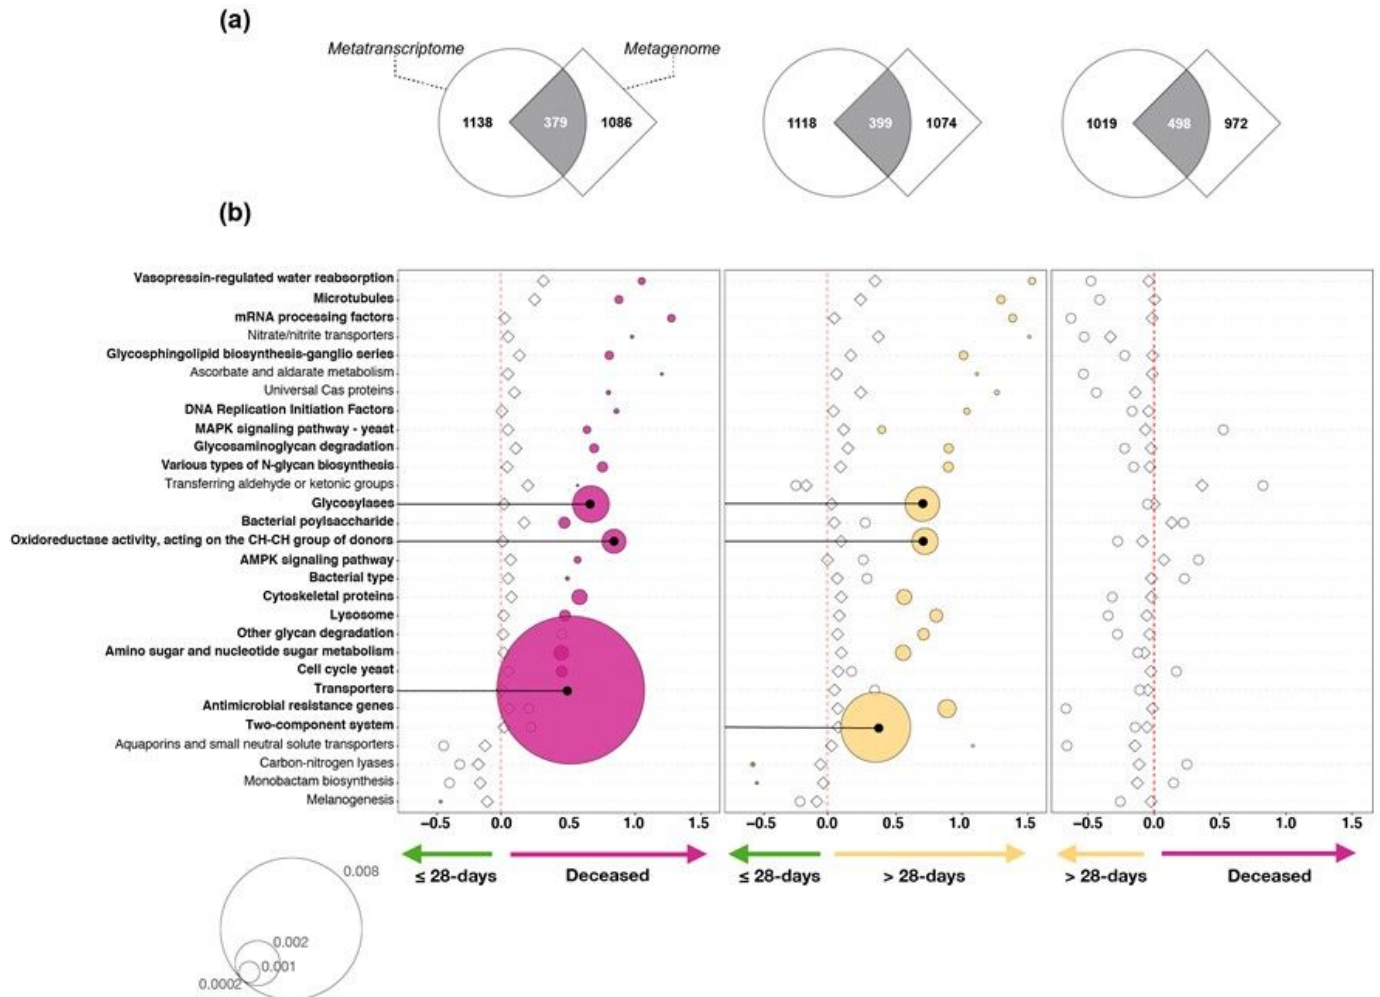 (a)
Metatranscriptome
Metagenome
1138 379 1086
1118 399 1074
1019 498 972
(b)
Vasopressin-regulated water reabsorption
Microtubules
mRNA processing factors
Nitrate/nitrite transporters
Glycosphingolipid biosynthesis-ganglio series
Ascorbate and aldarate metabolism
Universal Cas proteins
DNA Replication Initiation Factors
MAPK signaling pathway - yeast
Glycosaminoglycan degradation
Various types of N-glycan biosynthesis
Transferring aldehyde or ketonic groups
Glycosylases
Bacterial poylsaccharide
Oxidoreductase activity, acting on the CH-CH group of donors
AMPK signaling pathway
Bacterial type
Cytoskeletal proteins
Lysosome
Other glycan degradation
Amino sugar and nucleotide sugar metabolism
Cell cycle yeast
Transporters
Antimicrobial resistance genes
Two-component system
Aquaporins and small neutral solute transporters
Carbon-nitrogen lyases
Monobactam biosynthesis
Melanogenesis
−0.5 0.0 0.5 1.0 1.5
−0.5 0.0 0.5 1.0 1.5
−0.5 0.0 0.5 1.0 1.5
≤ 28-days Deceased
≤ 28-days > 28-days
> 28-days Deceased
0.008
0.002
0.001
0.0002